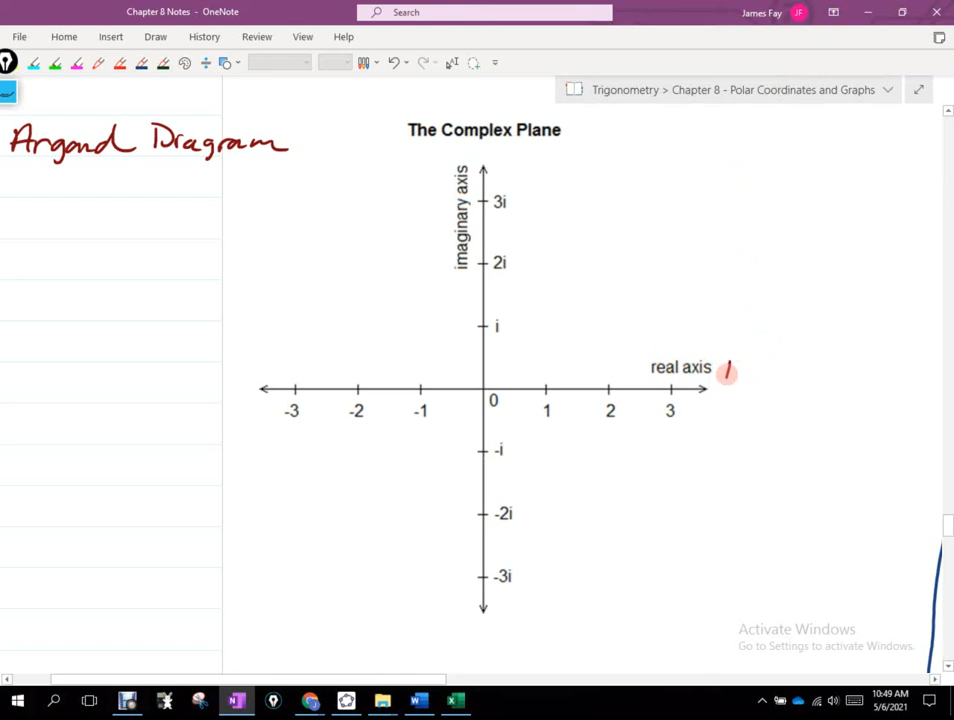 Chapter 8 Notes - OneNote
Search
James Fay
JF
File Home Insert Draw History Review View Help
Trigonometry > Chapter 8 - Polar Coordinates and Graphs
Argand Diagram
The Complex Plane
imaginary axis
3i
2i
i
real axis
-3 -2 -1 0 1 2 3
-i
-2i
-3i
Activate Windows
Go to Settings to activate Windows.
10:49 AM
5/6/2021